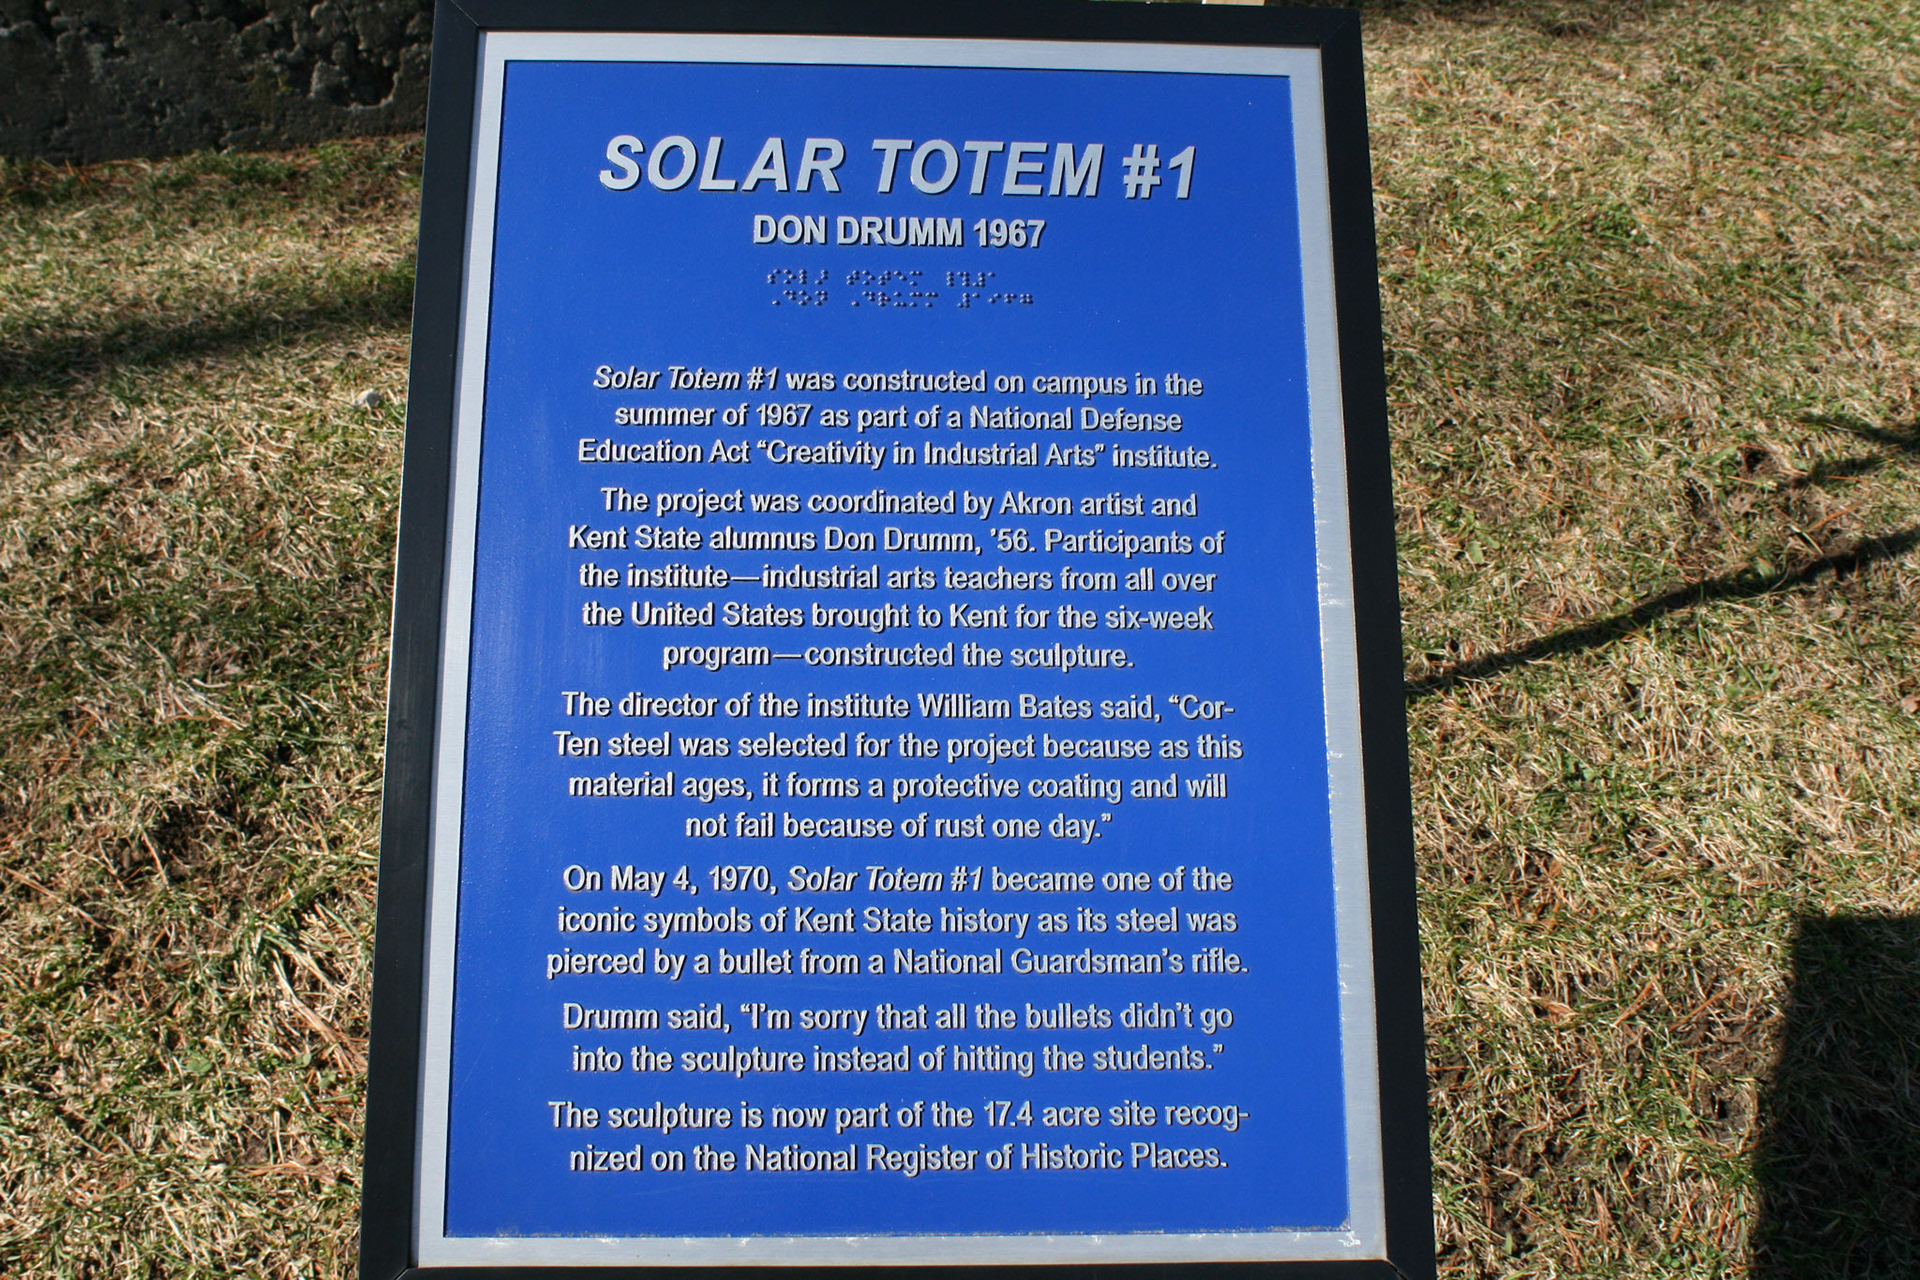 SOLAR TOTEM #1
DON DRUMM 1967
Solar Totem #1 was constructed on campus in the
summer of 1967 as part of a National Defense
Education Act “Creativity in Industrial Arts” institute.
The project was coordinated by Akron artist and
Kent State alumnus Don Drumm, ’56. Participants of
the institute—industrial arts teachers from all over
the United States brought to Kent for the six-week
program—constructed the sculpture.
The director of the institute William Bates said, “Cor-
Ten steel was selected for the project because as this
material ages, it forms a protective coating and will
not fail because of rust one day.”
On May 4, 1970, Solar Totem #1 became one of the
iconic symbols of Kent State history as its steel was
pierced by a bullet from a National Guardsman’s rifle.
Drumm said, “I’m sorry that all the bullets didn’t go
into the sculpture instead of hitting the students.”
The sculpture is now part of the 17.4 acre site recog-
nized on the National Register of Historic Places.